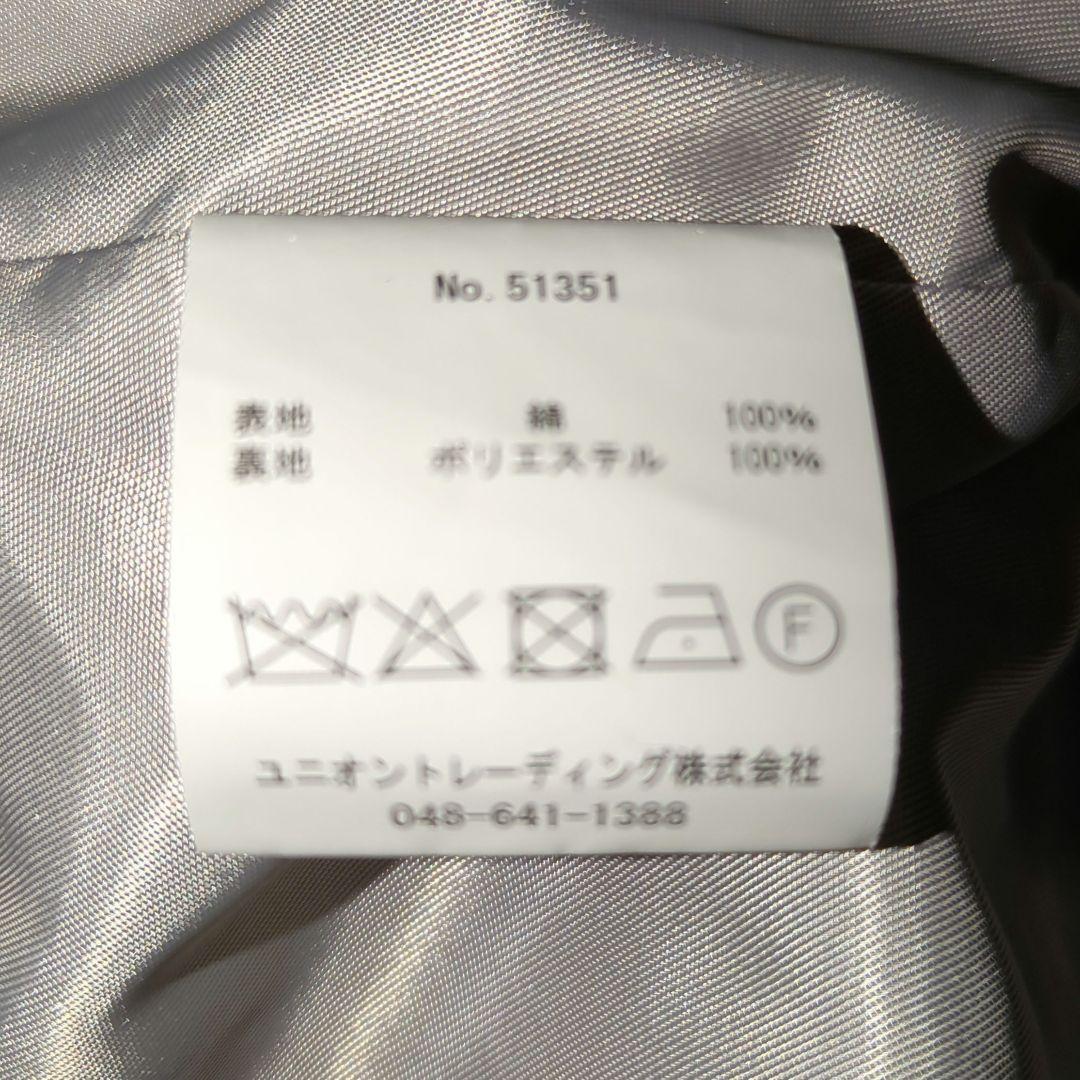 No. 51351
表地 綿 100%
裏地 ポリエステル 100%
F
ユニオントレーディング株式会社
048-641-1388